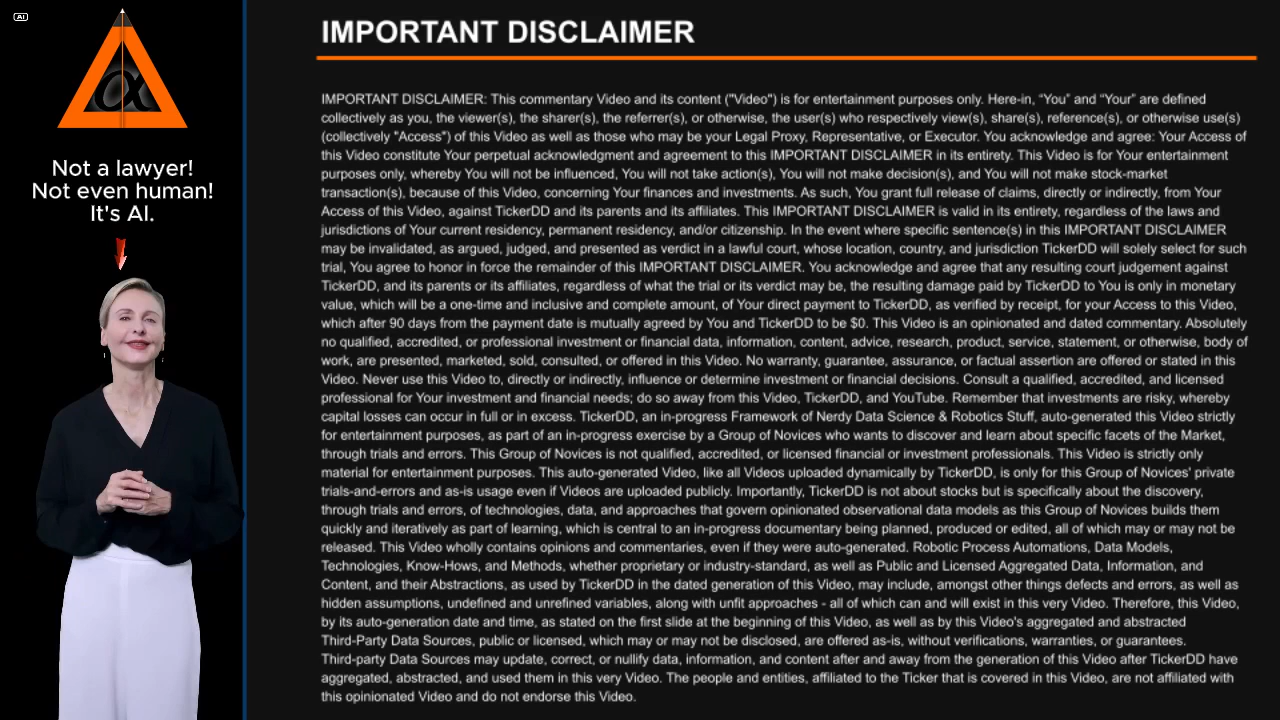 AI
α
Not a lawyer!
Not even human!
It's AI.
IMPORTANT DISCLAIMER
IMPORTANT DISCLAIMER: This commentary Video and its content ("Video") is for entertainment purposes only. Here-in, “You” and “Your” are defined
collectively as you, the viewer(s), the sharer(s), the referrer(s), or otherwise, the user(s) who respectively view(s), share(s), reference(s), or otherwise use(s)
(collectively "Access") of this Video as well as those who may be your Legal Proxy, Representative, or Executor. You acknowledge and agree: Your Access of
this Video constitute Your perpetual acknowledgment and agreement to this IMPORTANT DISCLAIMER in its entirety. This Video is for Your entertainment
purposes only, whereby You will not be influenced, You will not take action(s), You will not make decision(s), and You will not make stock-market
transaction(s), because of this Video, concerning Your finances and investments. As such, You grant full release of claims, directly or indirectly, from Your
Access of this Video, against TickerDD and its parents and its affiliates. This IMPORTANT DISCLAIMER is valid in its entirety, regardless of the laws and
jurisdictions of Your current residency, permanent residency, and/or citizenship. In the event where specific sentence(s) in this IMPORTANT DISCLAIMER
may be invalidated, as argued, judged, and presented as verdict in a lawful court, whose location, country, and jurisdiction TickerDD will solely select for such
trial, You agree to honor in force the remainder of this IMPORTANT DISCLAIMER. You acknowledge and agree that any resulting court judgement against
TickerDD, and its parents or its affiliates, regardless of what the trial or its verdict may be, the resulting damage paid by TickerDD to You is only in monetary
value, which will be a one-time and inclusive and complete amount, of Your direct payment to TickerDD, as verified by receipt, for your Access to this Video,
which after 90 days from the payment date is mutually agreed by You and TickerDD to be $0. This Video is an opinionated and dated commentary. Absolutely
no qualified, accredited, or professional investment or financial data, information, content, advice, research, product, service, statement, or otherwise, body of
work, are presented, marketed, sold, consulted, or offered in this Video. No warranty, guarantee, assurance, or factual assertion are offered or stated in this
Video. Never use this Video to, directly or indirectly, influence or determine investment or financial decisions. Consult a qualified, accredited, and licensed
professional for Your investment and financial needs; do so away from this Video, TickerDD, and YouTube. Remember that investments are risky, whereby
capital losses can occur in full or in excess. TickerDD, an in-progress Framework of Nerdy Data Science & Robotics Stuff, auto-generated this Video strictly
for entertainment purposes, as part of an in-progress exercise by a Group of Novices who wants to discover and learn about specific facets of the Market,
through trials and errors. This Group of Novices is not qualified, accredited, or licensed financial or investment professionals. This Video is strictly only
material for entertainment purposes. This auto-generated Video, like all Videos uploaded dynamically by TickerDD, is only for this Group of Novices' private
trials-and-errors and as-is usage even if Videos are uploaded publicly. Importantly, TickerDD is not about stocks but is specifically about the discovery,
through trials and errors, of technologies, data, and approaches that govern opinionated observational data models as this Group of Novices builds them
quickly and iteratively as part of learning, which is central to an in-progress documentary being planned, produced or edited, all of which may or may not be
released. This Video wholly contains opinions and commentaries, even if they were auto-generated. Robotic Process Automations, Data Models,
Technologies, Know-Hows, and Methods, whether proprietary or industry-standard, as well as Public and Licensed Aggregated Data, Information, and
Content, and their Abstractions, as used by TickerDD in the dated generation of this Video, may include, amongst other things defects and errors, as well as
hidden assumptions, undefined and unrefined variables, along with unfit approaches - all of which can and will exist in this very Video. Therefore, this Video,
by its auto-generation date and time, as stated on the first slide at the beginning of this Video, as well as by this Video's aggregated and abstracted
Third-Party Data Sources, public or licensed, which may or may not be disclosed, are offered as-is, without verifications, warranties, or guarantees.
Third-party Data Sources may update, correct, or nullify data, information, and content after and away from the generation of this Video after TickerDD have
aggregated, abstracted, and used them in this very Video. The people and entities, affiliated to the Ticker that is covered in this Video, are not affiliated with
this opinionated Video and do not endorse this Video.